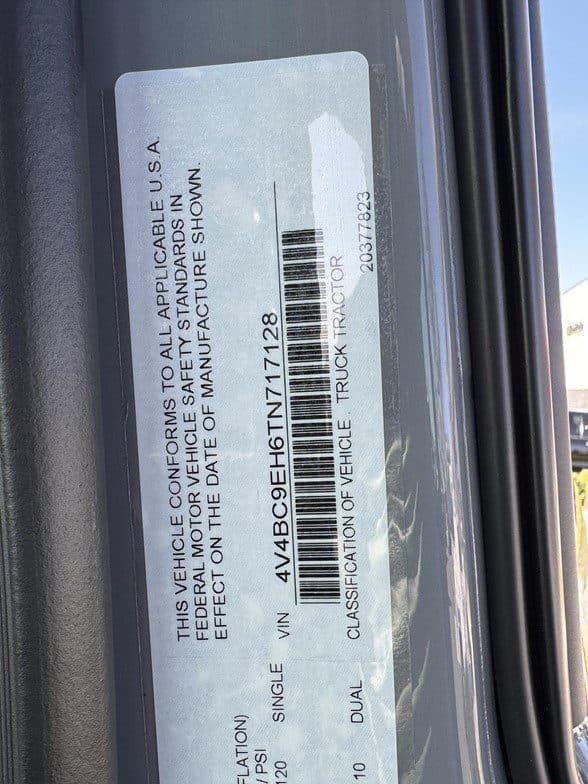 THIS VEHICLE CONFORMS TO ALL APPLICABLE U.S.A.
FEDERAL MOTOR VEHICLE SAFETY STANDARDS IN
EFFECT ON THE DATE OF MANUFACTURE SHOWN.
FLATION)
/ PSI
120 SINGLE
VIN 4V4BC9EH6TN717128
10 DUAL
CLASSIFICATION OF VEHICLE . TRUCK TRACTOR
20377823